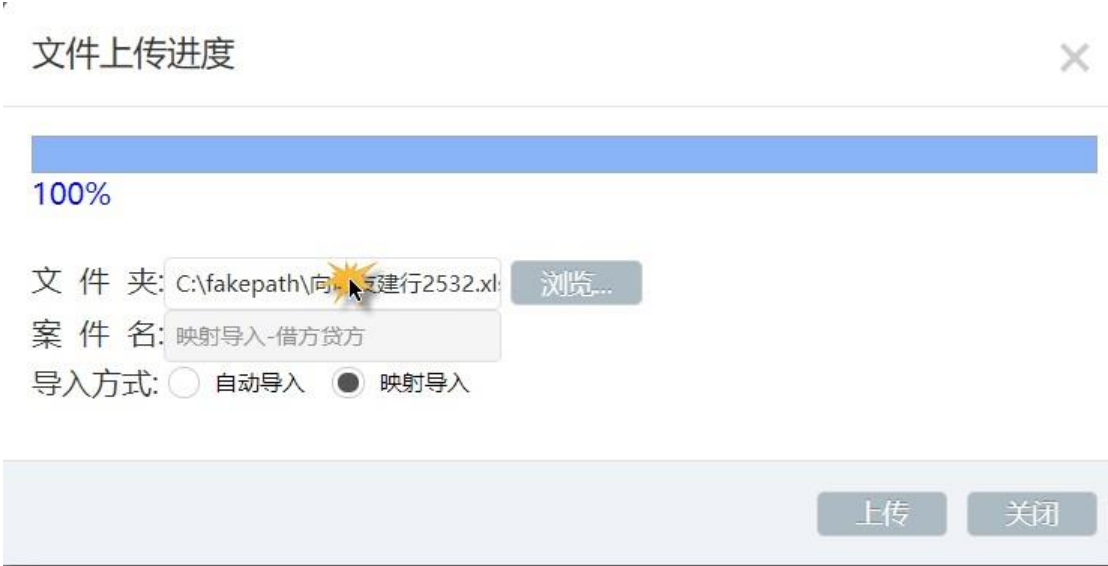 文件上传进度
100%
文 件 夹: C:\fakepath\向 建行2532.xl 浏览...
案 件 名: 映射导入-借方贷方
导入方式: 自动导入 映射导入
上传 关闭